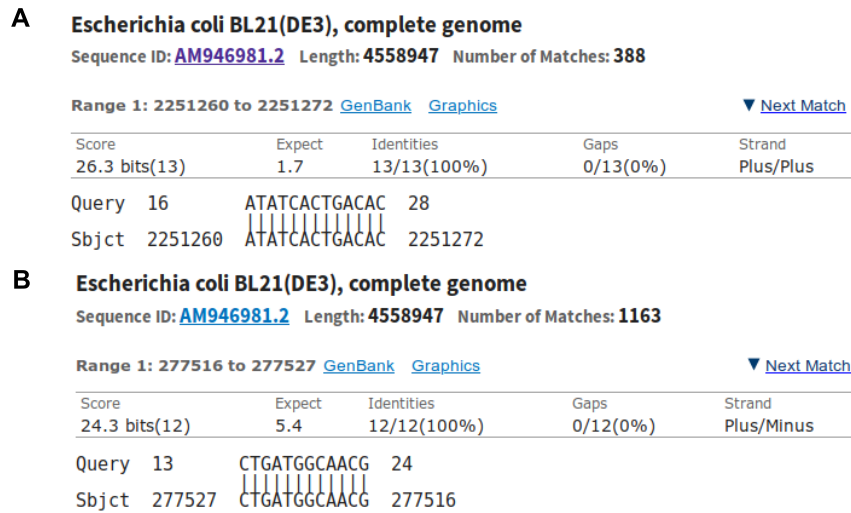 A
Escherichia coli BL21(DE3), complete genome
Sequence ID: AM946981.2 Length: 4558947 Number of Matches: 388
Range 1: 2251260 to 2251272 GenBank Graphics ▼ Next Match
Score Expect Identities Gaps Strand
26.3 bits(13) 1.7 13/13(100%) 0/13(0%) Plus/Plus
Query 16 ATATCACTGACAC 28
|||||||||||||
Sbjct 2251260 ATATCACTGACAC 2251272
B
Escherichia coli BL21(DE3), complete genome
Sequence ID: AM946981.2 Length: 4558947 Number of Matches: 1163
Range 1: 277516 to 277527 GenBank Graphics ▼ Next Match
Score Expect Identities Gaps Strand
24.3 bits(12) 5.4 12/12(100%) 0/12(0%) Plus/Minus
Query 13 CTGATGGCAACG 24
||||||||||||
Sbjct 277527 CTGATGGCAACG 277516